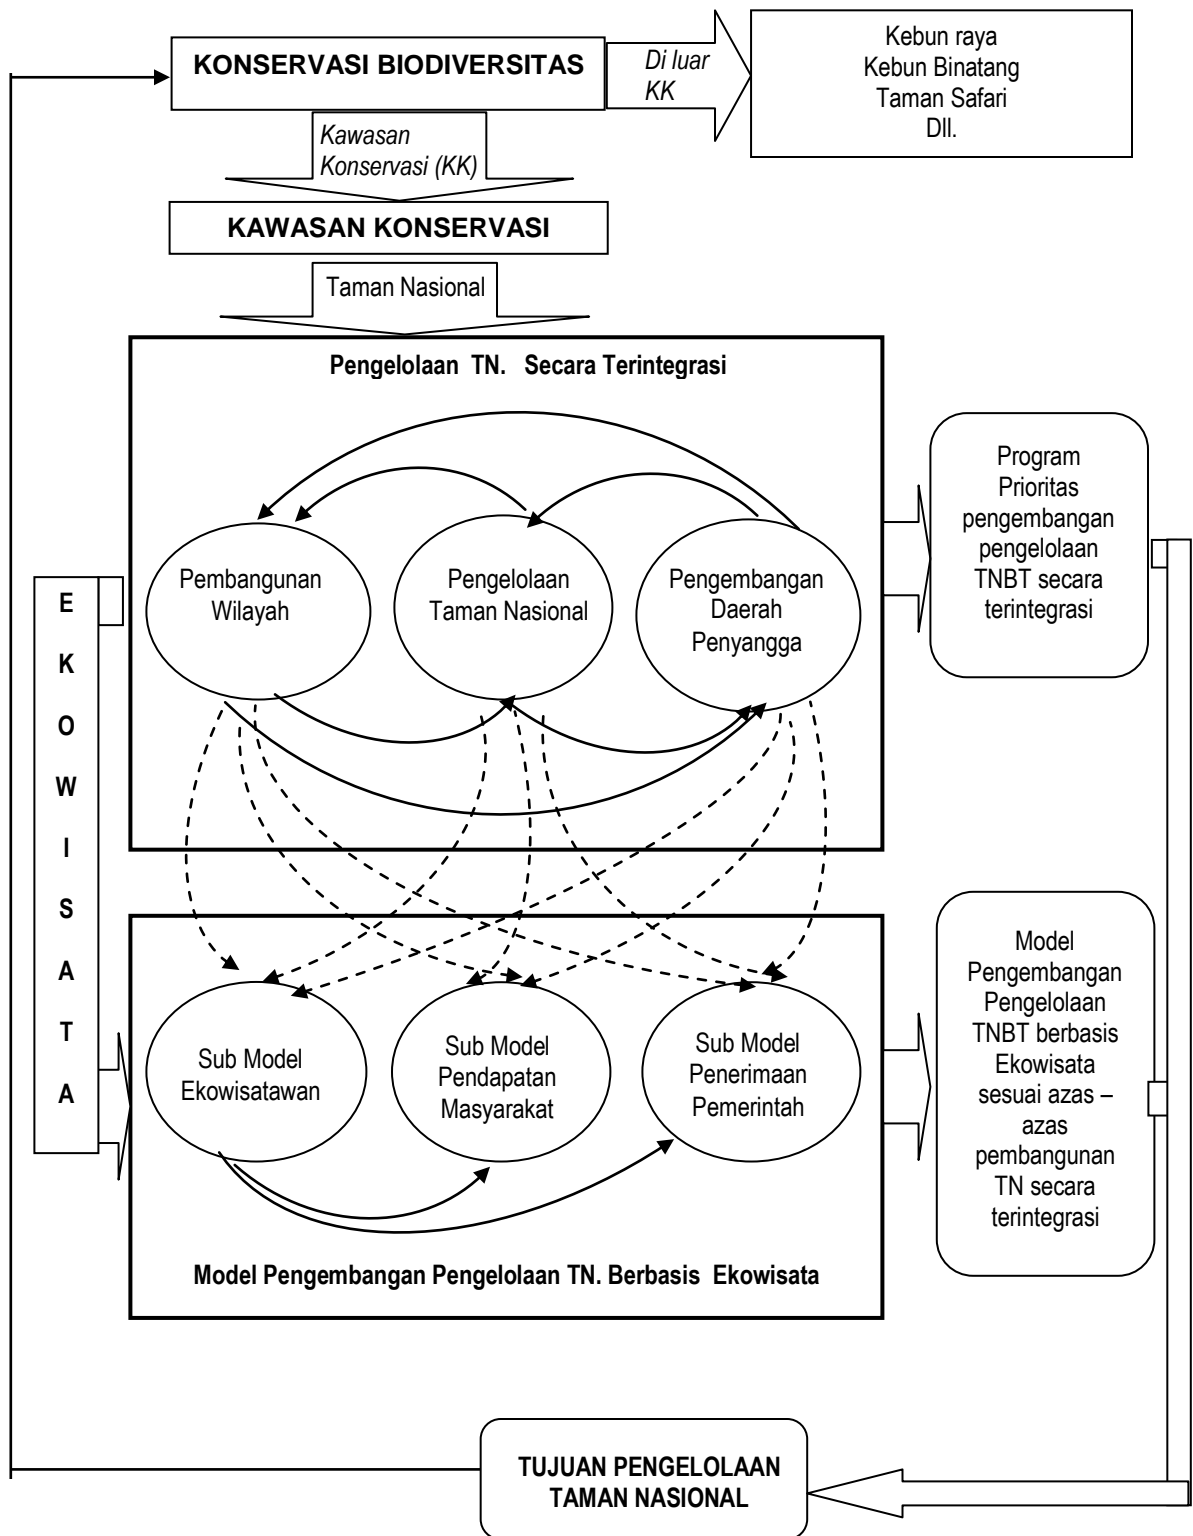 KONSERVASI BIODIVERSITAS
Di luar
KK
Kebun raya
Kebun Binatang
Taman Safari
Dll.
Kawasan
Konservasi (KK)
KAWASAN KONSERVASI
Taman Nasional
Pengelolaan TN. Secara Terintegrasi
Pembangunan
Wilayah
Pengelolaan
Taman Nasional
Pengembangan
Daerah
Penyangga
Program
Prioritas
pengembangan
pengelolaan
TNBT secara
terintegrasi
E
K
O
W
I
S
A
T
A
Sub Model
Ekowisatawan
Sub Model
Pendapatan
Masyarakat
Sub Model
Penerimaan
Pemerintah
Model Pengembangan Pengelolaan TN. Berbasis Ekowisata
Model
Pengembangan
Pengelolaan
TNBT berbasis
Ekowisata
sesuai azas –
azas
pembangunan
TN secara
terintegrasi
TUJUAN PENGELOLAAN
TAMAN NASIONAL